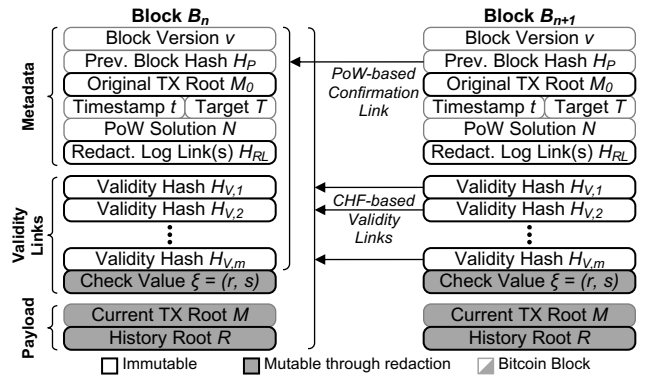 Block Bn
Block Bn+1
Metadata
Block Version v
Prev. Block Hash HP
Original TX Root M0
Timestamp t
Target T
PoW Solution N
Redact. Log Link(s) HRL
PoW-based
Confirmation
Link
Block Version v
Prev. Block Hash HP
Original TX Root M0
Timestamp t
Target T
PoW Solution N
Redact. Log Link(s) HRL
Validity
Links
Validity Hash HV,1
Validity Hash HV,2
⋮
Validity Hash HV,m
Check Value ξ = (r, s)
CHF-based
Validity
Links
Validity Hash HV,1
Validity Hash HV,2
⋮
Validity Hash HV,m
Check Value ξ = (r, s)
Payload
Current TX Root M
History Root R
Current TX Root M
History Root R
Immutable
Mutable through redaction
Bitcoin Block